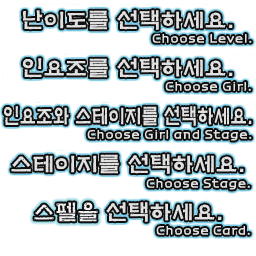 난이도를 선택하세요.
Choose Level.
인요조를 선택하세요.
Choose Girl.
인요조와 스테이지를 선택하세요.
Choose Girl and Stage.
스테이지를 선택하세요.
Choose Stage.
스펠을 선택하세요.
Choose Card.